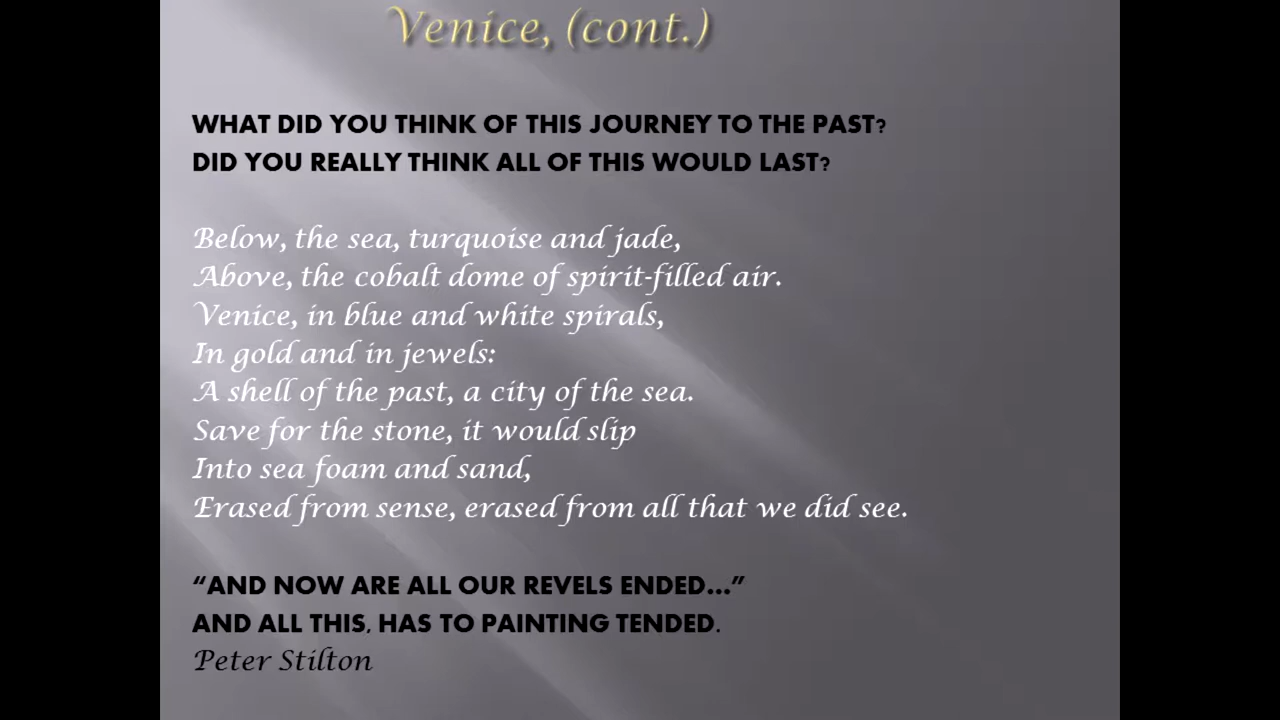 Venice, (cont.)
WHAT DID YOU THINK OF THIS JOURNEY TO THE PAST?
DID YOU REALLY THINK ALL OF THIS WOULD LAST?
Below, the sea, turquoise and jade,
Above, the cobalt dome of spirit-filled air.
Venice, in blue and white spirals,
In gold and in jewels:
A shell of the past, a city of the sea.
Save for the stone, it would slip
Into sea foam and sand,
Erased from sense, erased from all that we did see.
“AND NOW ARE ALL OUR REVELS ENDED…”
AND ALL THIS, HAS TO PAINTING TENDED.
Peter Stilton